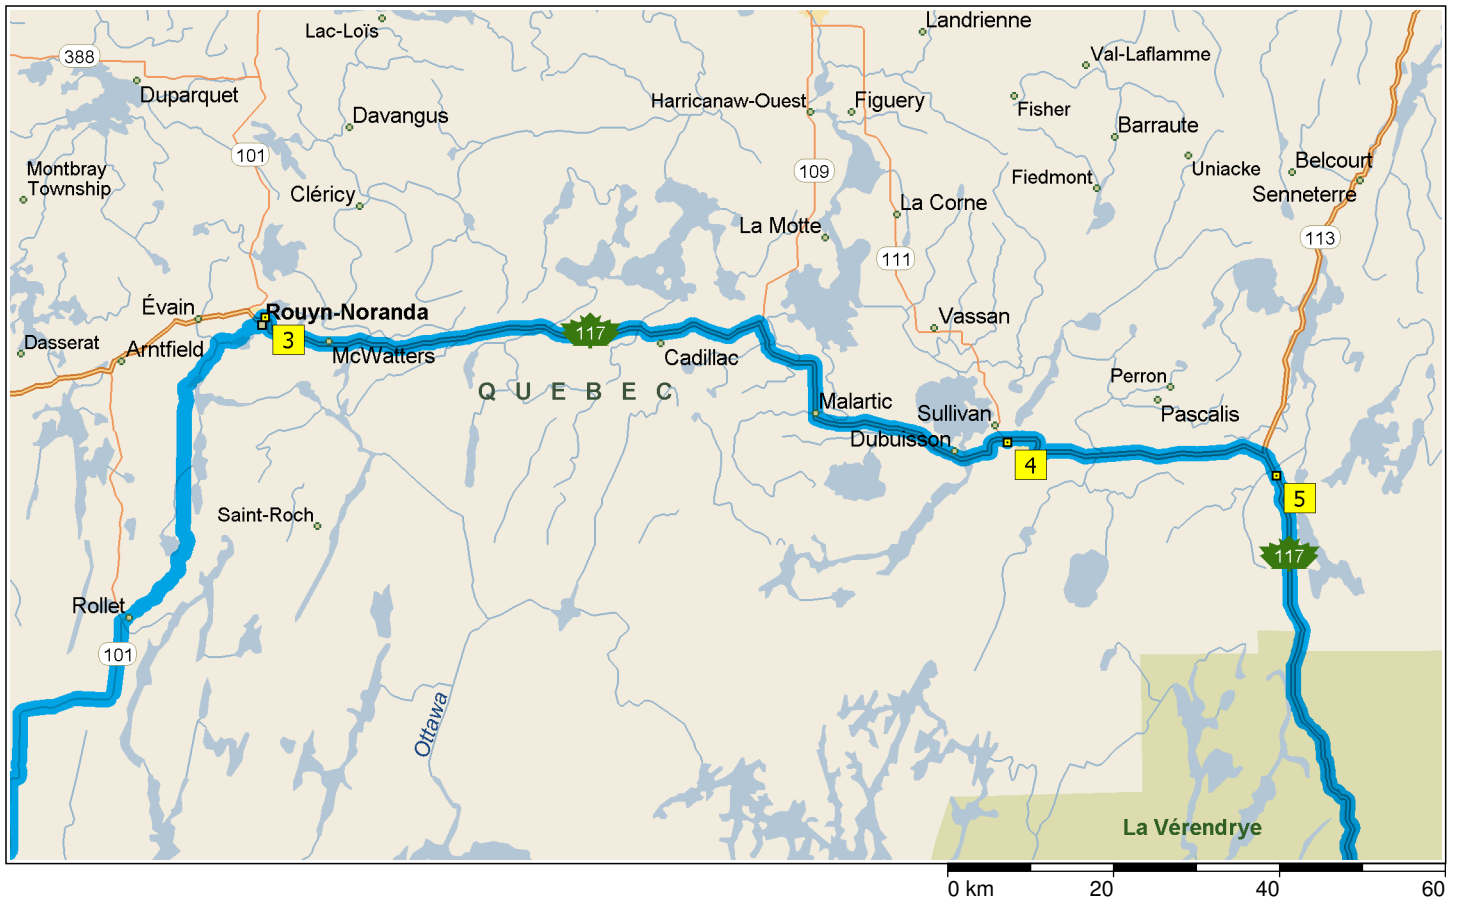 Lac-Loïs
Landrienne
388
Val-Laflamme
Duparquet
Harricanaw-Ouest
Figuery
Fisher
Davangus
Barraute
101
Montbray
Township
109
Belcourt
Uniacke
Fiedmont
Cléricy
Senneterre
La Corne
La Motte
113
111
Évain
Rouyn-Noranda
Vassan
117
3
Dasserat
Arntfield
McWatters
Cadillac
QUEBEC
Perron
Malartic
Sullivan
Pascalis
Dubuisson
4
5
Saint-Roch
117
Rollet
101
Ottawa
La Vérendrye
0 km 20 40 60